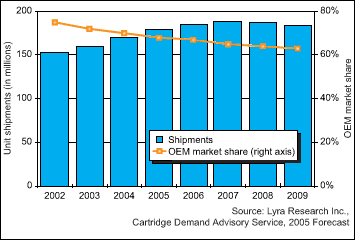 200
80%
150
60%
100
40%
50
20%
0
0%
Unit shipments (in millions)
OEM market share
Shipments
OEM market share (right axis)
2002 2003 2004 2005 2006 2007 2008 2009
Source: Lyra Research Inc.,
Cartridge Demand Advisory Service, 2005 Forecast